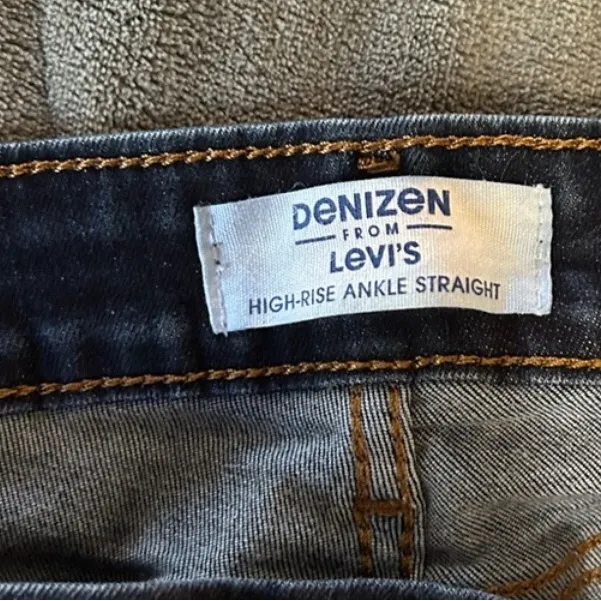 DENIZEN
FROM
LEVI'S
HIGH-RISE ANKLE STRAIGHT